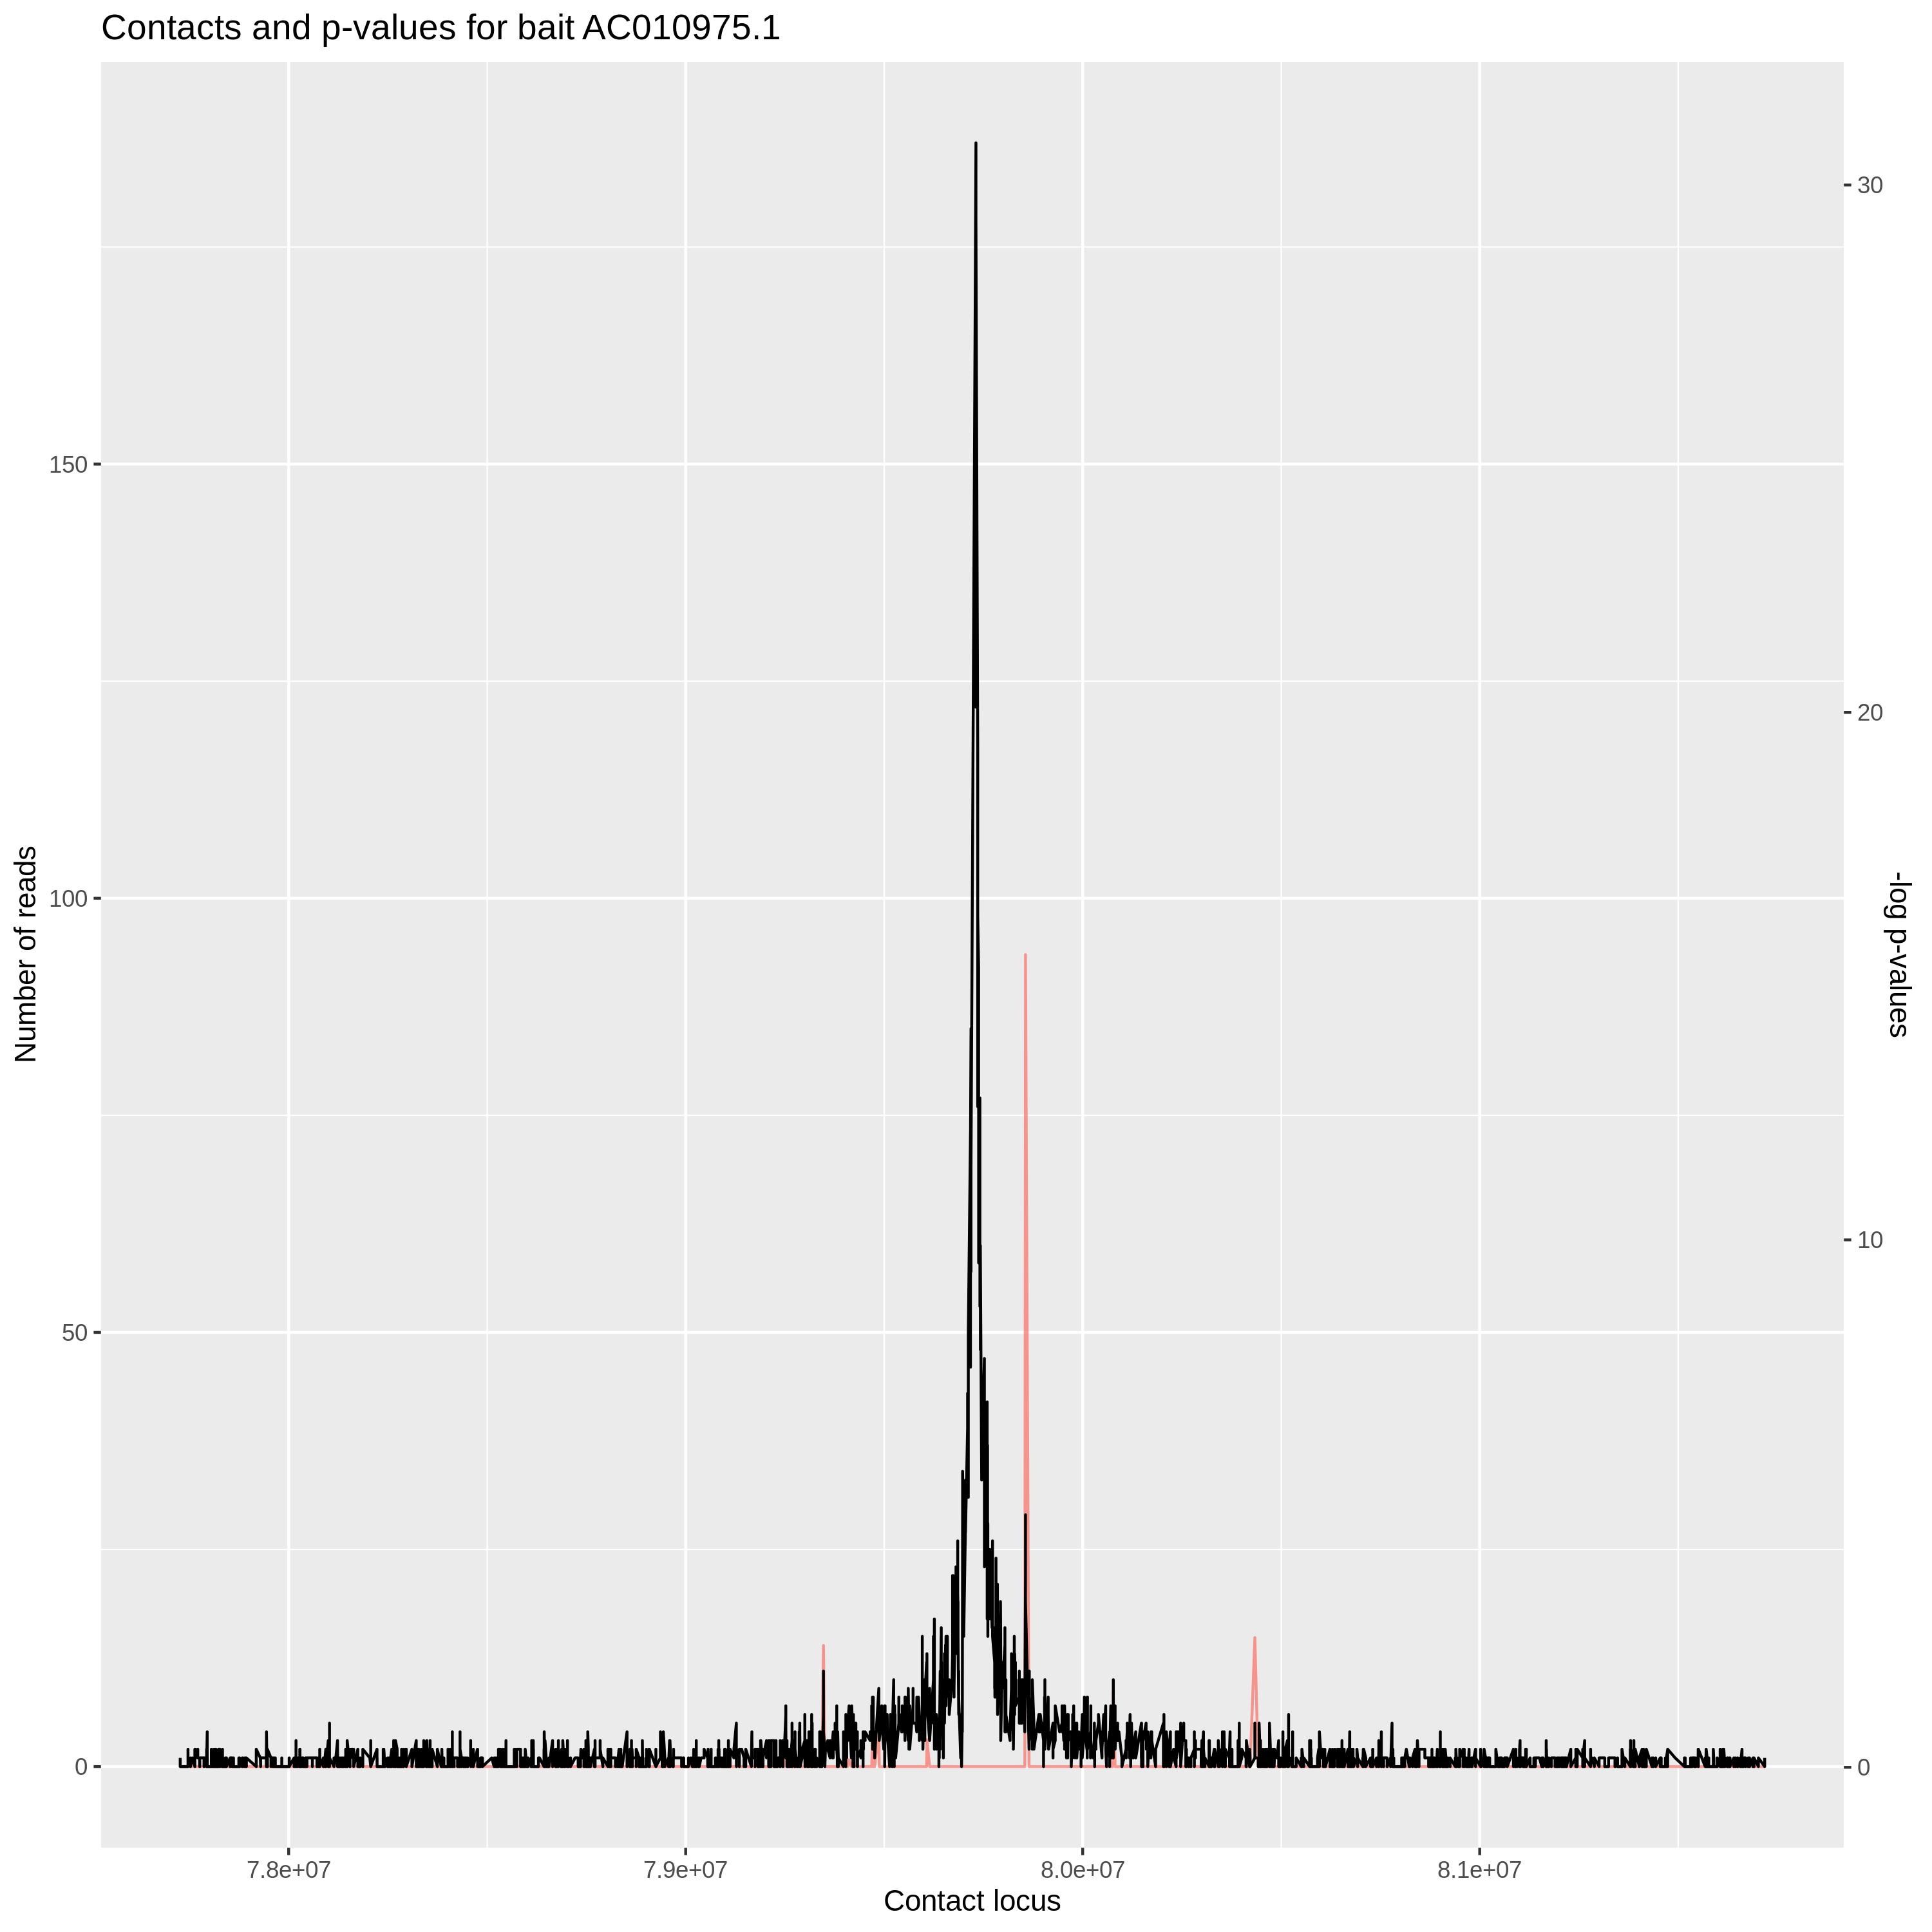 Contacts and p-values for bait AC010975.1
150
100
50
0
Number of reads
30
20
10
0
-log p-values
7.8e+07
7.9e+07
8.0e+07
8.1e+07
Contact locus